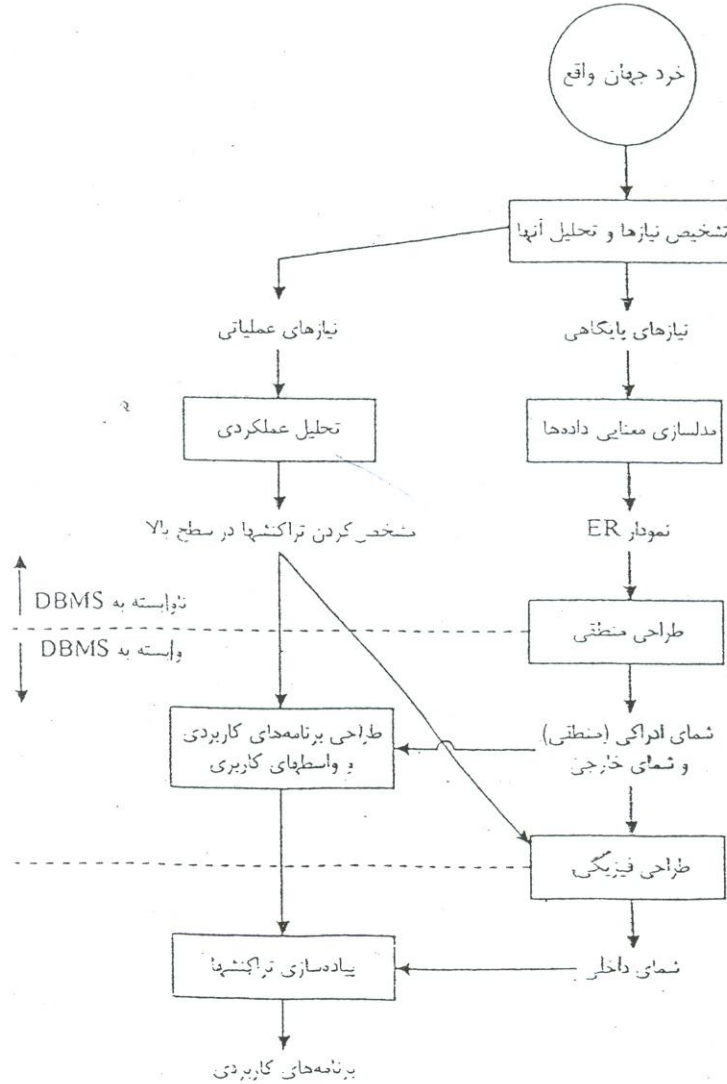 خرد جهان واقع
تشخیص نیازها و تحلیل آنها
نیازهای پایگاهی
نیازهای عملیاتی
مدلسازی معنایی داده‌ها
تحلیل عملکردی
نمودار ER
مشخص کردن تراکنشها در سطح بالا
ناوابسته به DBMS
وابسته به DBMS
طراحی منطقی
شمای ادراکی (منطقی)
و شمای خارجی
طراحی برنامه‌های کاربردی
و واسطهای کاربری
طراحی فیزیکی
شمای داخلی
پیاده‌سازی تراکنشها
برنامه‌های کاربردی